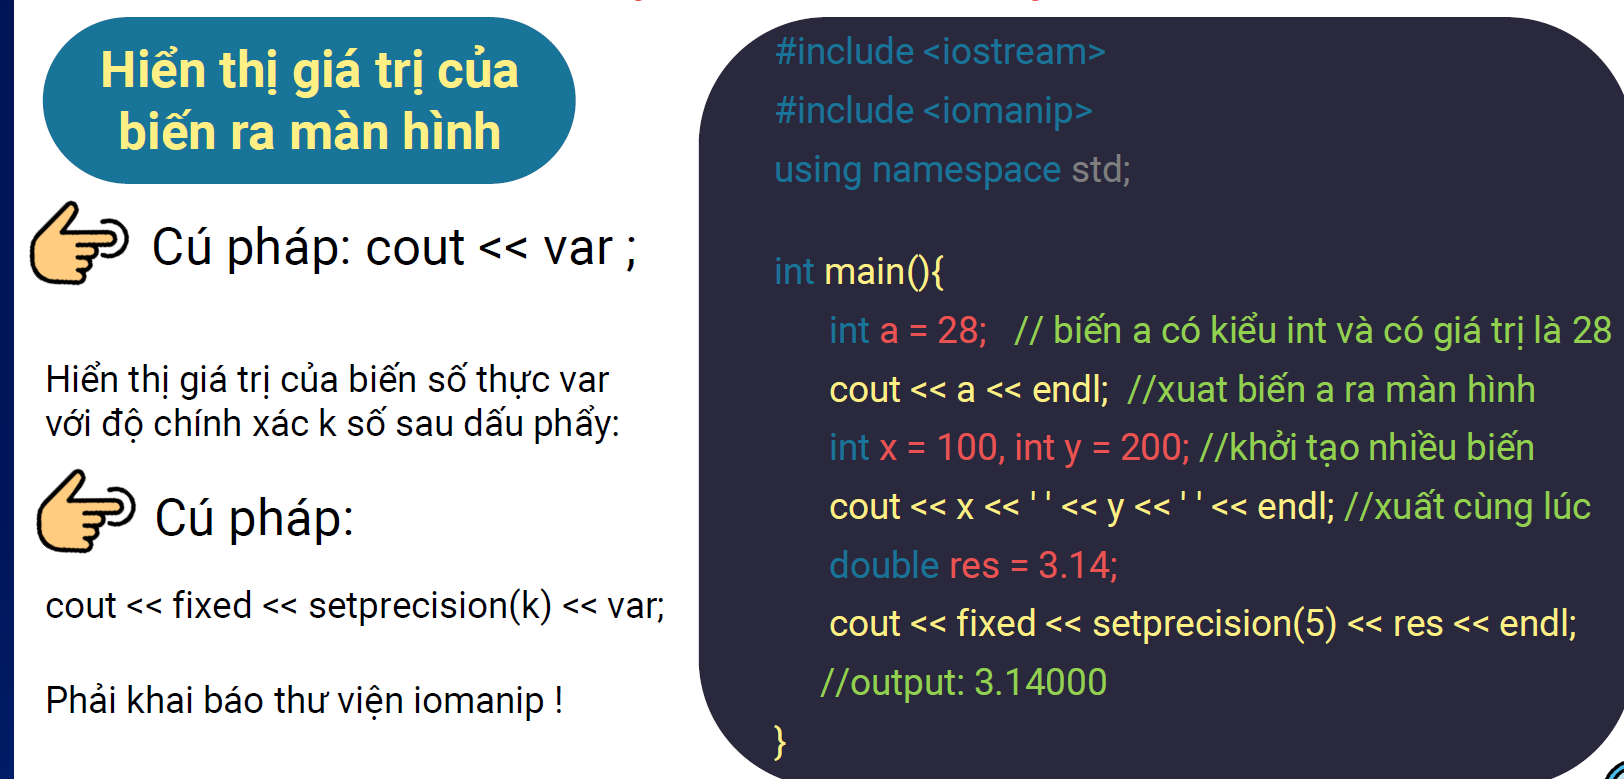 Hiển thị giá trị của
biến ra màn hình
Cú pháp: cout << var ;
Hiển thị giá trị của biến số thực var
với độ chính xác k số sau dấu phẩy:
Cú pháp:
cout << fixed << setprecision(k) << var;
Phải khai báo thư viện iomanip !
#include <iostream>
#include <iomanip>
using namespace std;
int main(){
int a = 28; // biến a có kiểu int và có giá trị là 28
cout << a << endl; //xuat biến a ra màn hình
int x = 100, int y = 200; //khởi tạo nhiều biến
cout << x << ' ' << y << ' ' << endl; //xuất cùng lúc
double res = 3.14;
cout << fixed << setprecision(5) << res << endl;
//output: 3.14000
}